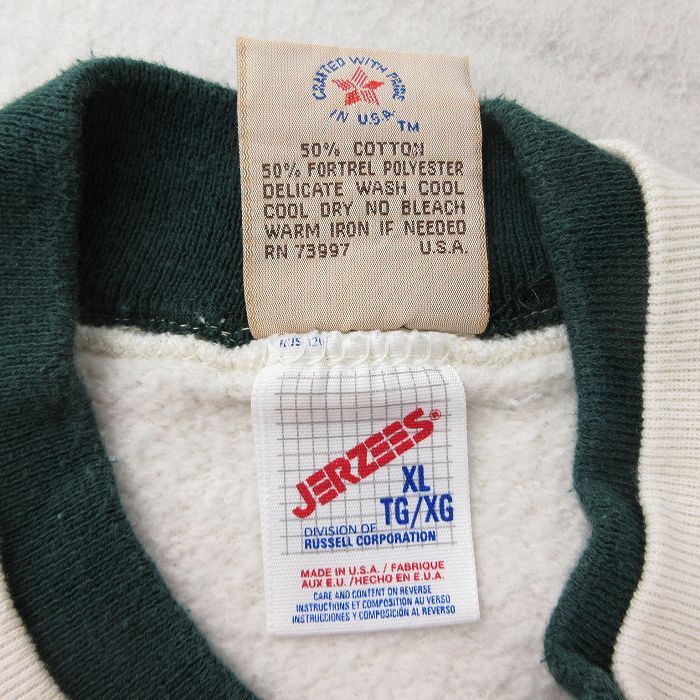 CRAFTED WITH PRIDE
IN U.S.A. ™
50% COTTON
50% FORTREL POLYESTER
DELICATE WASH COOL
COOL DRY NO BLEACH
WARM IRON IF NEEDED
RN 73997 U.S.A.
JERZEES®
XL
TG/XG
DIVISION OF
RUSSELL CORPORATION
MADE IN U.S.A. / FABRIQUE
AUX E.U. / HECHO EN E.U.A.
CARE AND CONTENT ON REVERSE
INSTRUCTIONS ET COMPOSITION AU VERSO
INSTRUCCIONES Y COMPOSICIÓN AL REVERSO